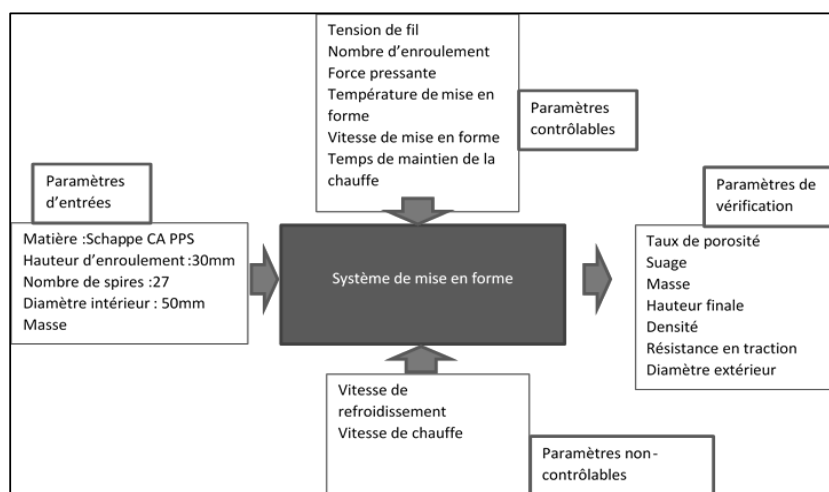 Tension de fil
Nombre d'enroulement
Force pressante
Température de mise en
forme
Vitesse de mise en forme
Temps de maintien de la
chauffe
Paramètres
contrôlables
Paramètres
d'entrées
Matière :Schappe CA PPS
Hauteur d'enroulement :30mm
Nombre de spires :27
Diamètre intérieur : 50mm
Masse
Système de mise en forme
Paramètres de
vérification
Taux de porosité
Suage
Masse
Hauteur finale
Densité
Résistance en traction
Diamètre extérieur
Vitesse de
refroidissement
Vitesse de chauffe
Paramètres non-
contrôlables